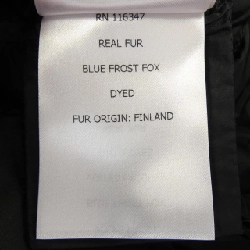 RN 116347
REAL FUR
BLUE FROST FOX
DYED
FUR ORIGIN: FINLAND